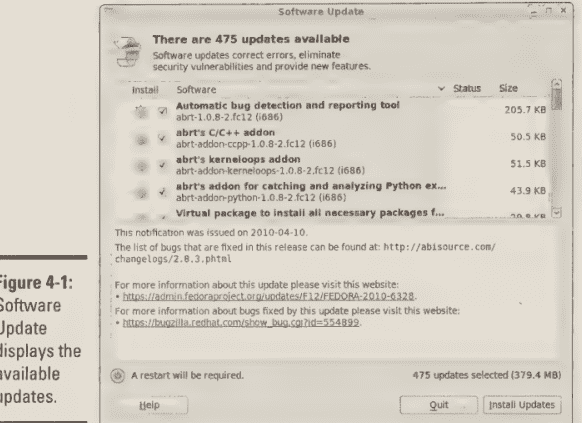 Software Update
There are 475 updates available
Software updates correct errors, eliminate
security vulnerabilities and provide new features.
Install Software Status Size
Automatic bug detection and reporting tool
abrt-1.0.8-2.fc12 (i686) 205.7 KB
abrt's C/C++ addon
abrt-addon-ccpp-1.0.8-2.fc12 (i686) 50.5 KB
abrt's kerneloops addon
abrt-addon-kerneloops-1.0.8-2.fc12 (i686) 51.5 KB
abrt's addon for catching and analyzing Python ex...
abrt-addon-python-1.0.8-2.fc12 (i686) 43.9 KB
Virtual package to install all necessary packages f...
This notification was issued on 2010-04-10.
The list of bugs that are fixed in this release can be found at: http://abisource.com/
changelogs/2.8.3.phtml
For more information about this update please visit this website:
• https://admin.fedoraproject.org/updates/F12/FEDORA-2010-6328.
For more information about bugs fixed by this update please visit this website:
• https://bugzilla.redhat.com/show_bug.cgi?id=554899.
A restart will be required. 475 updates selected (379.4 MB)
Help Quit Install Updates
Figure 4-1:
Software
Update
displays the
available
updates.